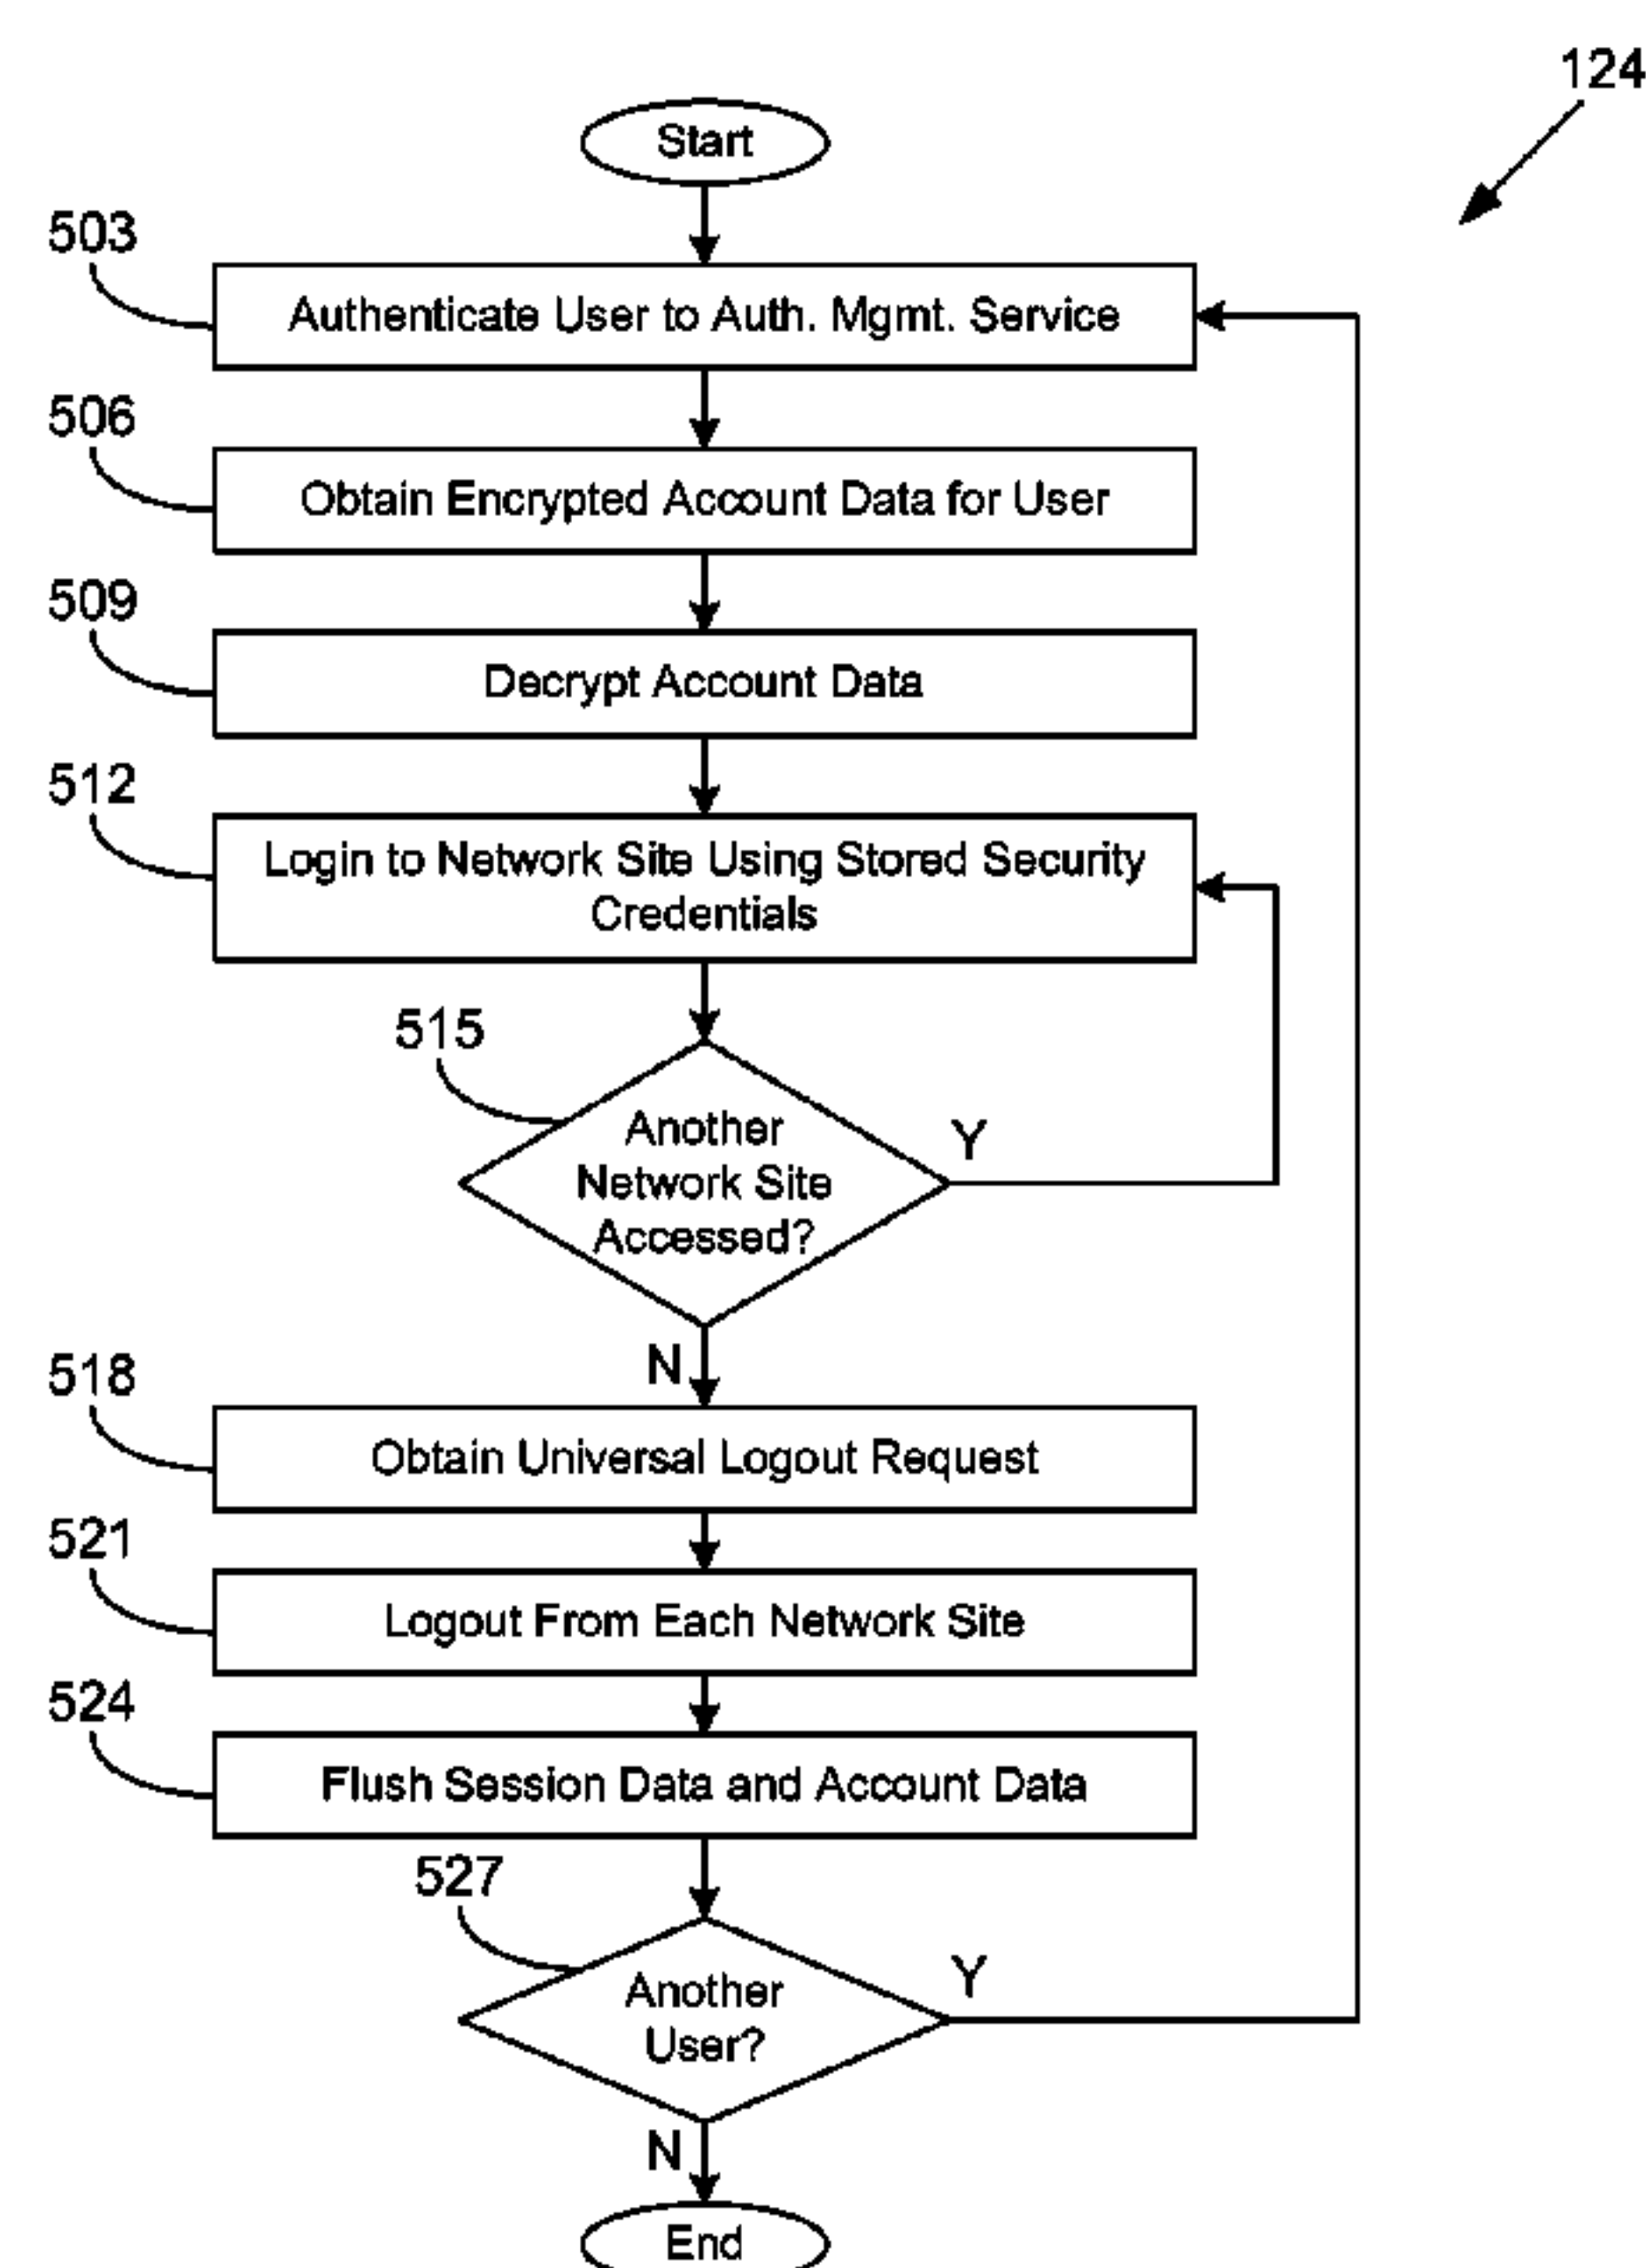 124
Start
503
Authenticate User to Auth. Mgmt. Service
506
Obtain Encrypted Account Data for User
509
Decrypt Account Data
512
Login to Network Site Using Stored Security
Credentials
515
Another
Network Site
Accessed?
Y
N
518
Obtain Universal Logout Request
521
Logout From Each Network Site
524
Flush Session Data and Account Data
527
Another
User?
Y
N
End